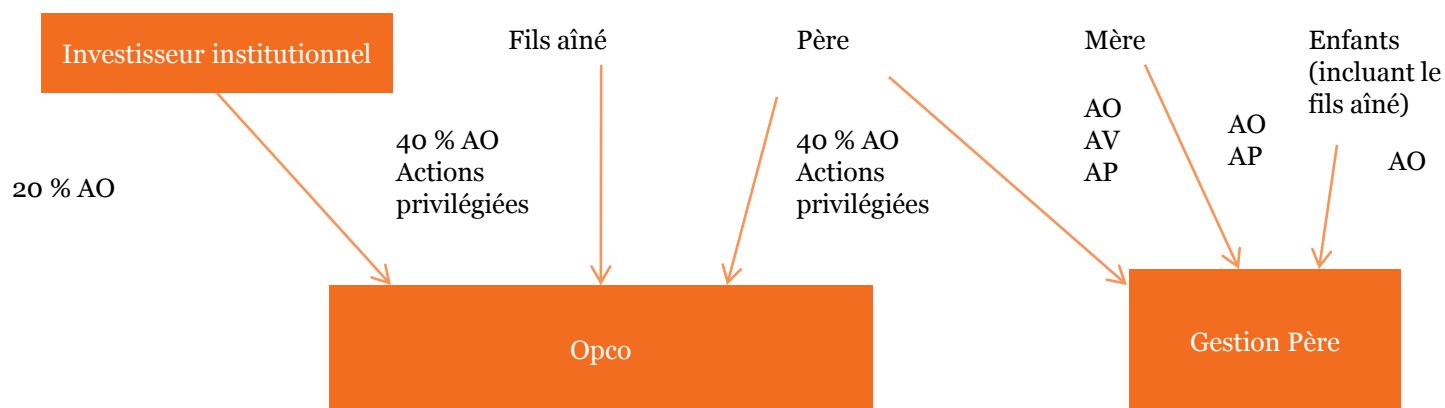 Investisseur institutionnel
Fils aîné
Père
Mère
Enfants
(incluant le
fils aîné)
20 % AO
40 % AO
Actions
privilégiées
40 % AO
Actions
privilégiées
AO
AV
AP
AO
AP
AO
Opco
Gestion Père